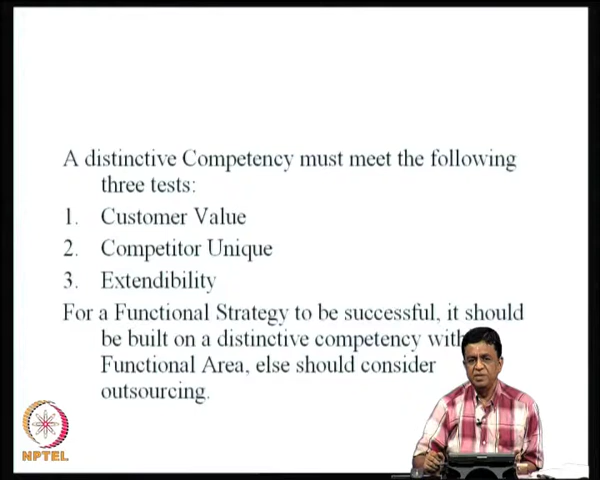 A distinctive Competency must meet the following
three tests:
1. Customer Value
2. Competitor Unique
3. Extendibility
For a Functional Strategy to be successful, it should
be built on a distinctive competency with
Functional Area, else should consider
outsourcing.
NPTEL